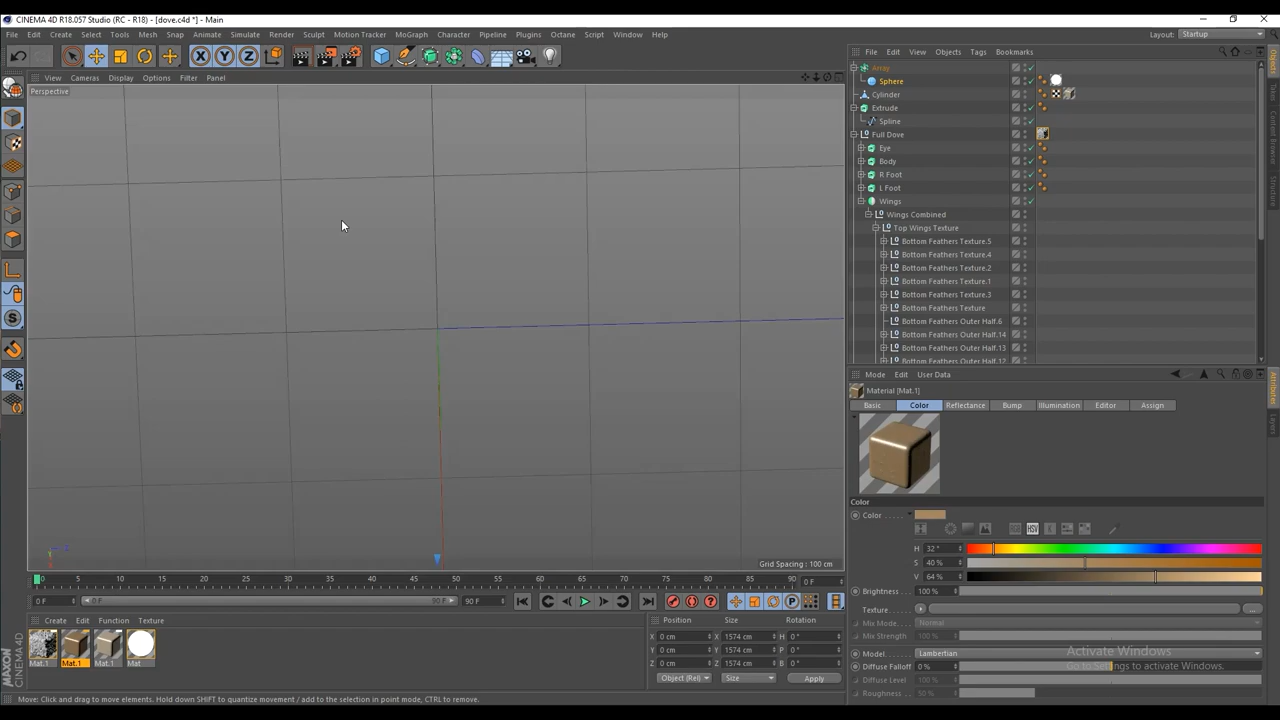 CINEMA 4D R18.057 Studio (RC - R18) - [dove.c4d *] - Main
File Edit Create Select Tools Mesh Snap Animate Simulate Render Sculpt Motion Tracker MoGraph Character Pipeline Plugins Octane Script Window Help
Layout: Startup
X Y Z
File Edit View Objects Tags Bookmarks
View Cameras Display Options Filter Panel
Perspective
Array
Sphere
Cylinder
Extrude
Spline
Full Dove
Eye
Body
R Foot
L Foot
Wings
Wings Combined
Top Wings Texture
Bottom Feathers Texture.5
Bottom Feathers Texture.4
Bottom Feathers Texture.2
Bottom Feathers Texture.1
Bottom Feathers Texture.3
Bottom Feathers Texture
Bottom Feathers Outer Half.6
Bottom Feathers Outer Half.14
Bottom Feathers Outer Half.13
Bottom Feathers Outer Half.12
Objects
Takes
Content Browser
Structure
Mode Edit User Data
Material [Mat.1]
Basic Color Reflectance Bump Illumination Editor Assign
Attributes
Layers
Color
Color
H 32 °
S 40 %
V 64 %
Brightness 100 %
Texture
Mix Mode Normal
Mix Strength 100 %
Model Lambertian
Diffuse Falloff 0 %
Diffuse Level 100 %
Roughness 50 %
Activate Windows
Go to Settings to activate Windows.
Grid Spacing : 100 cm
0 5 10 15 20 25 30 35 40 45 50 55 60 65 70 75 80 85 90 0 F
0 F 0 F 90 F 90 F
Create Edit Function Texture
Mat.1 Mat.1 Mat.1 Mat
Position Size Rotation
X 0 cm X 1574 cm H 0 °
Y 0 cm Y 1574 cm P 0 °
Z 0 cm Z 1574 cm B 0 °
Object (Rel) Size Apply
MAXON CINEMA4D
Move: Click and drag to move elements. Hold down SHIFT to quantize movement / add to the selection in point mode, CTRL to remove.